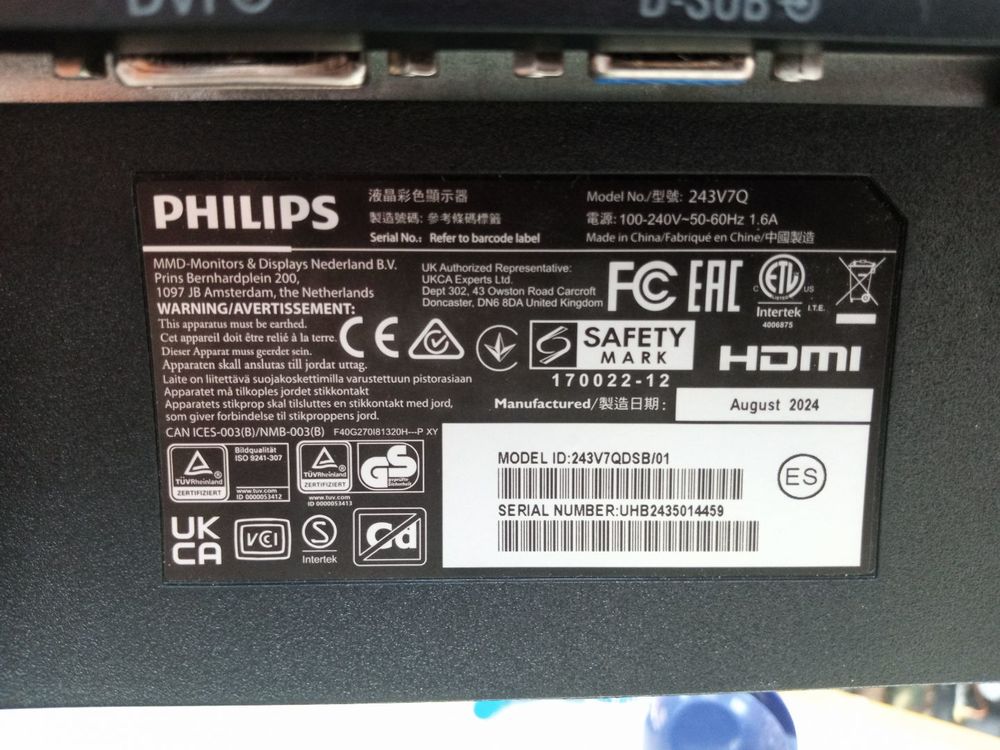 DVI
D-SUB
PHILIPS
液晶彩色顯示器
製造號碼: 參考條碼標籤
Serial No.: Refer to barcode label
Model No./型號: 243V7Q
電源: 100-240V~50-60Hz 1.6A
Made in China/Fabriqué en Chine/中國製造
MMD-Monitors & Displays Nederland B.V.
Prins Bernhardplein 200,
1097 JB Amsterdam, the Netherlands
UK Authorized Representative:
UKCA Experts Ltd.
Dept 302, 43 Owston Road Carcroft
Doncaster, DN6 8DA United Kingdom
FC
EAC
ETL
LISTED
C US
Intertek
4006875
I.T.E.
WARNING/AVERTISSEMENT:
This apparatus must be earthed.
Cet appareil doit être relié à la terre.
Dieser Apparat muss geerdet sein.
Apparaten skall anslutas till jordat uttag.
Laite on liitettävä suojakoskettimilla varustettuun pistorasiaan
Apparatet må tilkoples jordet stikkontakt
Apparatets stikprop skal tilsluttes en stikkontakt med jord,
som giver forbindelse til stikproppens jord.
CE
SAFETY
MARK
170022-12
HDMI
Manufactured/製造日期:
August 2024
CAN ICES-003(B)/NMB-003(B) F40G270I81320H---P XY
TÜVRheinland
ZERTIFIZIERT
Bildqualität
ISO 9241-307
www.tuv.com
ID 0000053412
TÜVRheinland
ZERTIFIZIERT
www.tuv.com
ID 0000053413
GS
geprüfte
Sicherheit
UK
CA
VCI
S
Intertek
Cd
MODEL ID:243V7QDSB/01
SERIAL NUMBER:UHB2435014459
ES